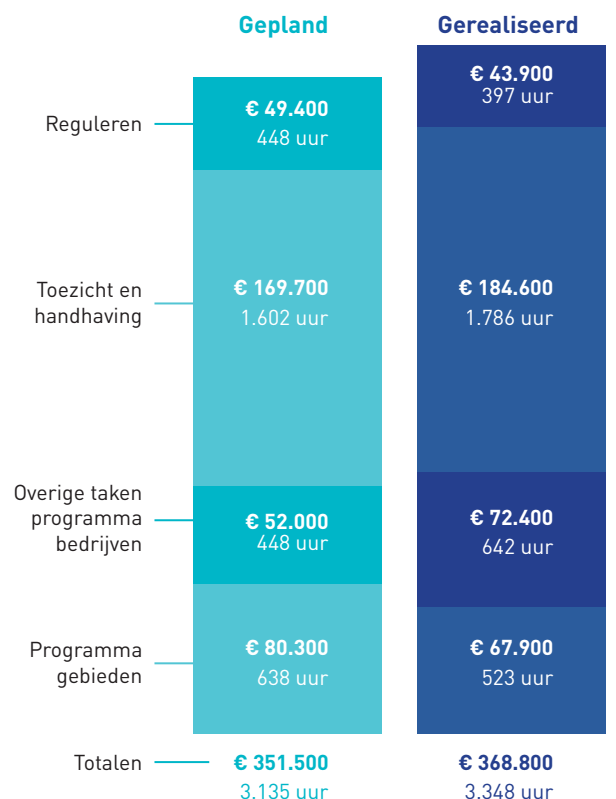 Gepland
Gerealiseerd
Reguleren
€ 49.400
448 uur
€ 43.900
397 uur
Toezicht en
handhaving
€ 169.700
1.602 uur
€ 184.600
1.786 uur
Overige taken
programma
bedrijven
€ 52.000
448 uur
€ 72.400
642 uur
Programma
gebieden
€ 80.300
638 uur
€ 67.900
523 uur
Totalen
€ 351.500
3.135 uur
€ 368.800
3.348 uur